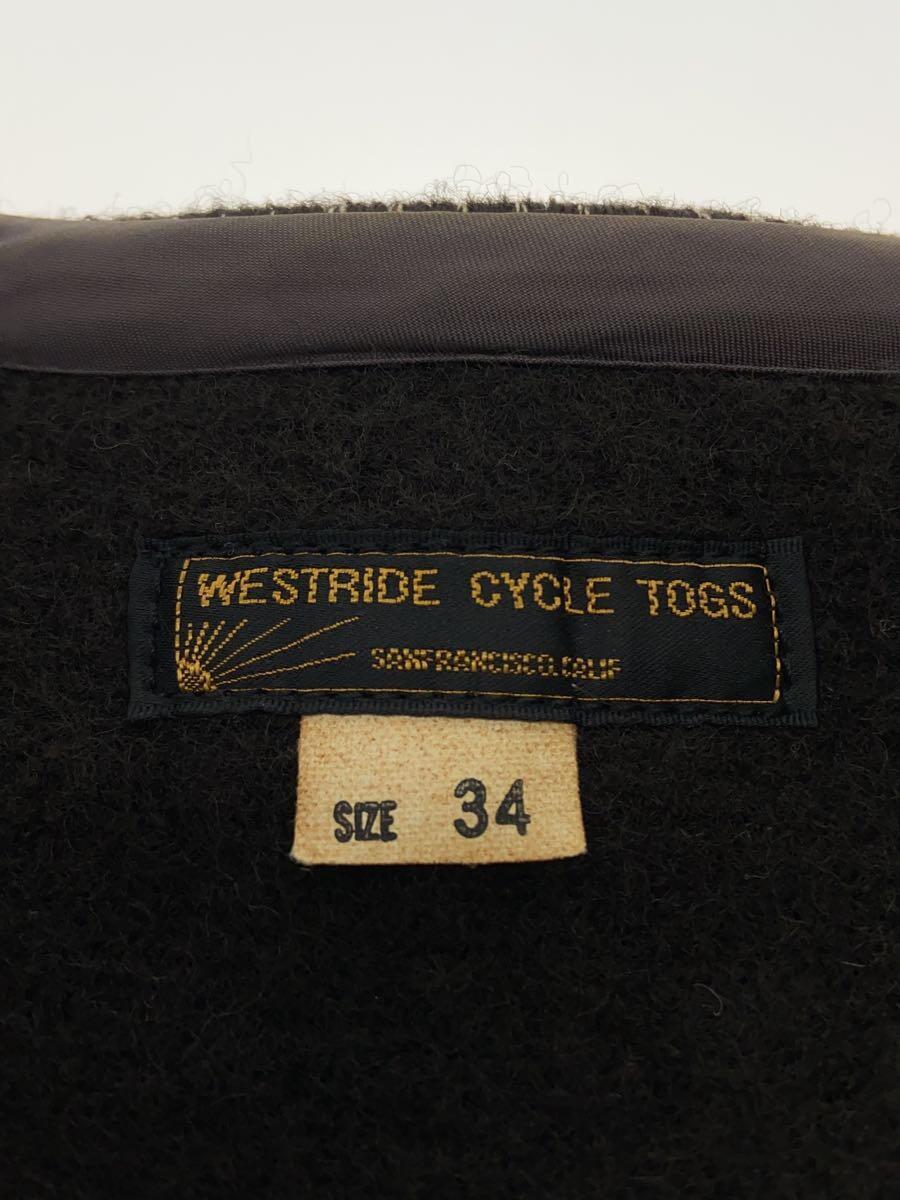 WESTRIDE CYCLE TOGS
SANFRANCISCO.CALIF
SIZE 34